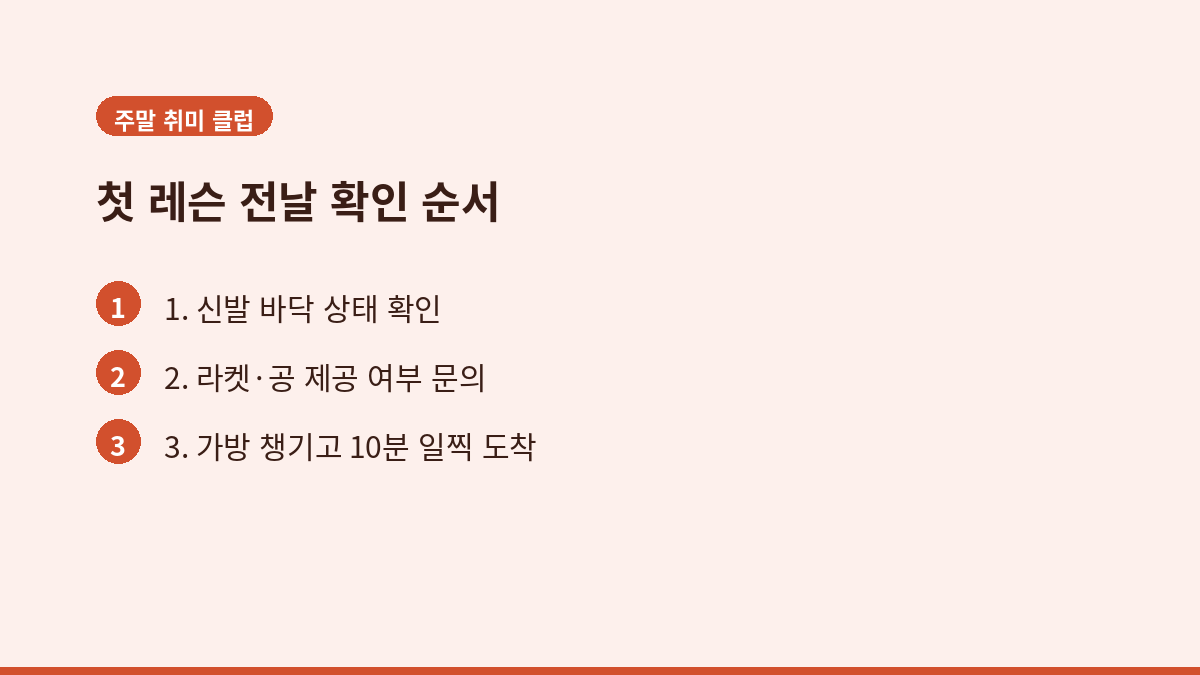 주말 취미 클럽
첫 레슨 전날 확인 순서
1 1. 신발 바닥 상태 확인
2 2. 라켓·공 제공 여부 문의
3 3. 가방 챙기고 10분 일찍 도착